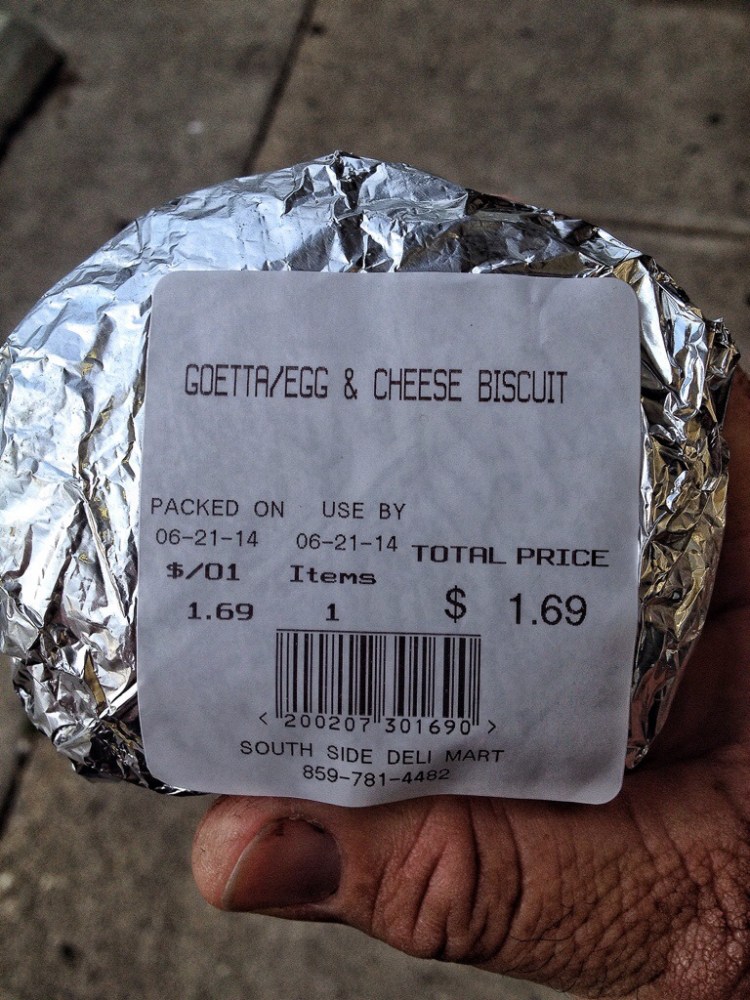 GOETTA/EGG & CHEESE BISCUIT
PACKED ON USE BY
06-21-14 06-21-14 TOTAL PRICE
$/01 Items
1.69 1 $ 1.69
< 200207 301690 >
SOUTH SIDE DELI MART
859-781-4482